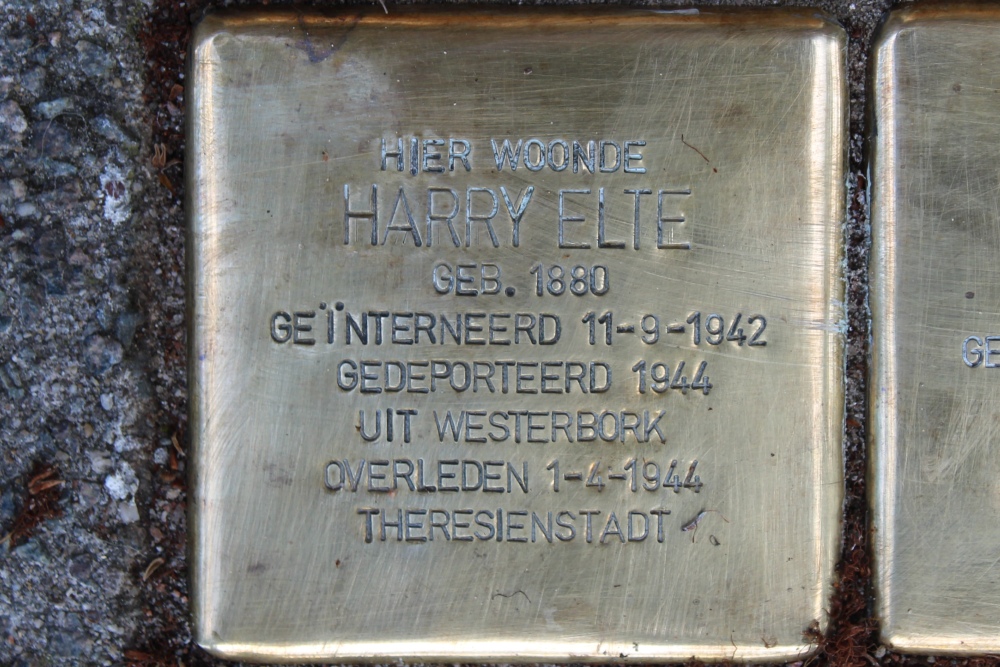 HIER WOONDE
HARRY ELTE
GEB. 1880
GEÏNTERNEERD 11-9-1942
GEDEPORTEERD 1944
UIT WESTERBORK
OVERLEDEN 1-4-1944
THERESIENSTADT
GE